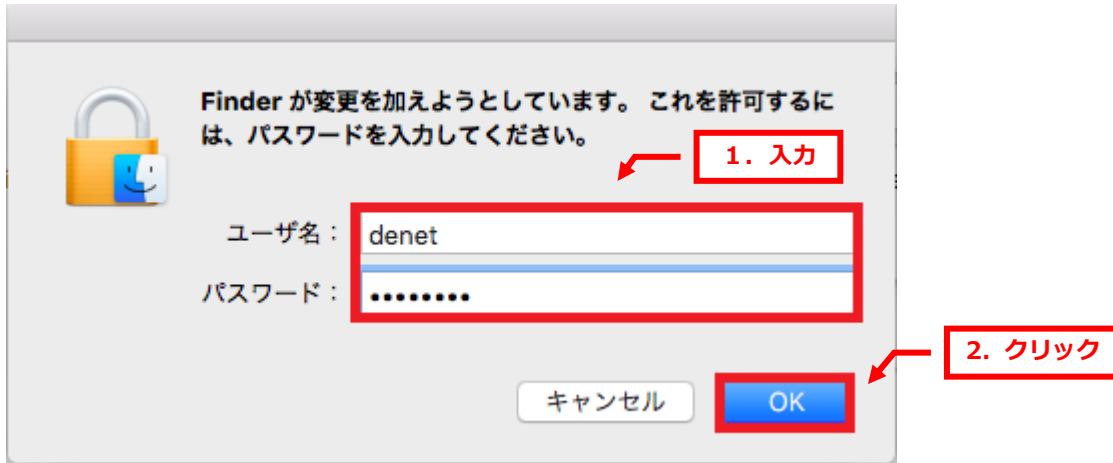 Finder が変更を加えようとしています。 これを許可するに
は、パスワードを入力してください。
1. 入力
ユーザ名：
denet
パスワード：
••••••••
2. クリック
キャンセル
OK